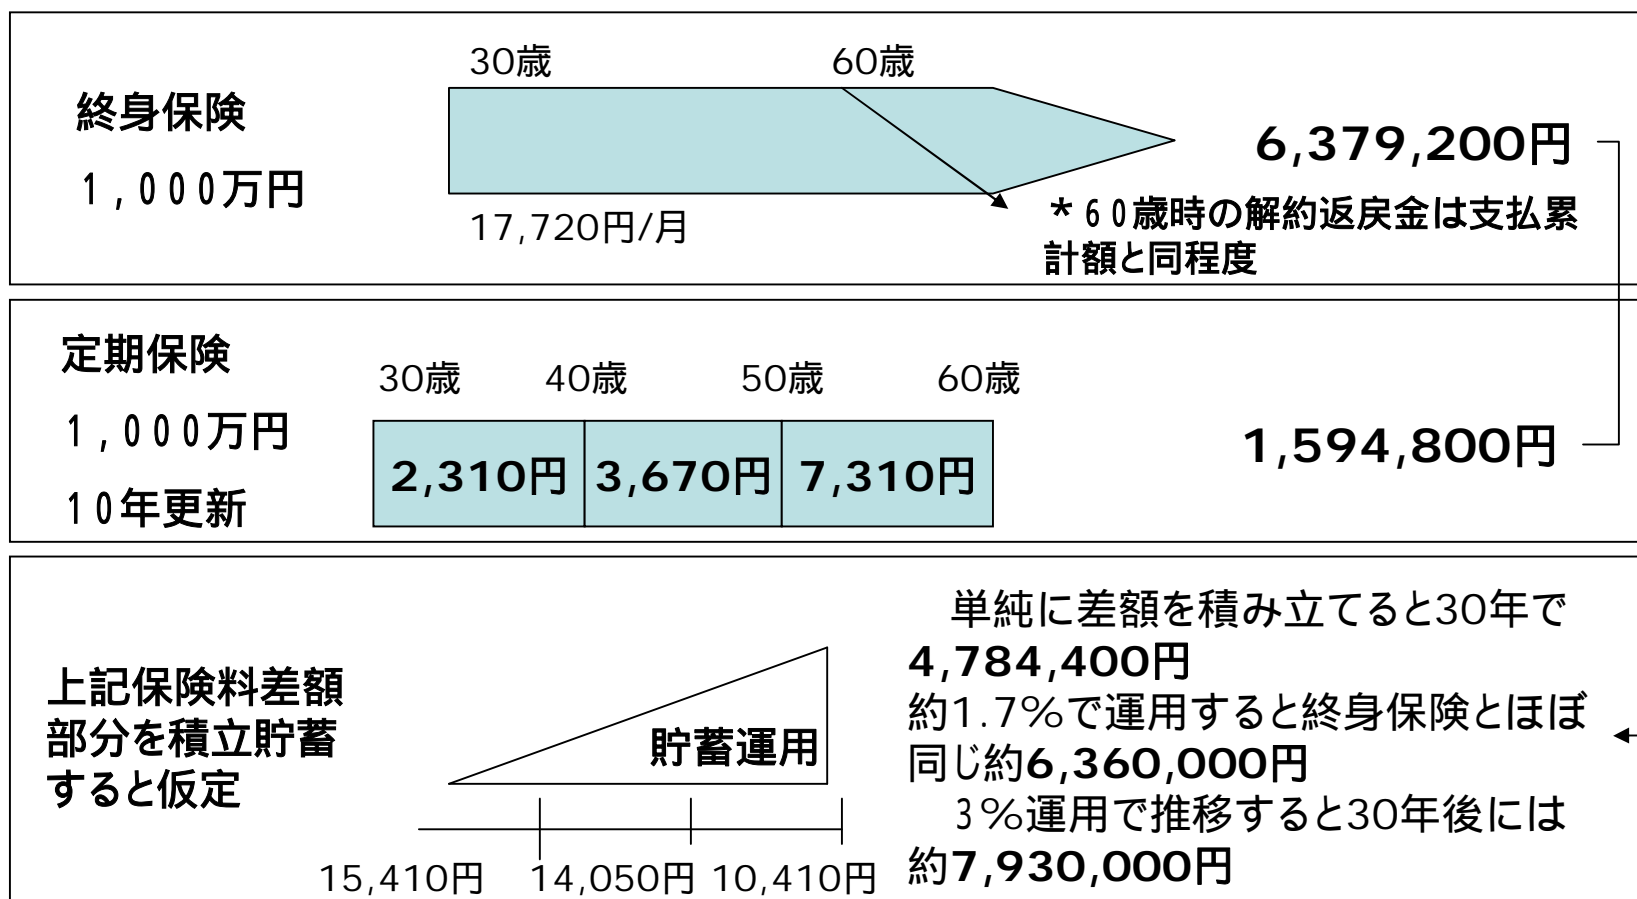 30歳 60歳
終身保険
1,000万円
6,379,200円
17,720円/月
*60歳時の解約返戻金は支払累
計額と同程度
定期保険
1,000万円
10年更新
30歳 40歳 50歳 60歳
2,310円 3,670円 7,310円
1,594,800円
上記保険料差額
部分を積立貯蓄
すると仮定
貯蓄運用
15,410円 14,050円 10,410円
単純に差額を積み立てると30年で
4,784,400円
約1.7%で運用すると終身保険とほぼ
同じ約6,360,000円
3%運用で推移すると30年後には
約7,930,000円